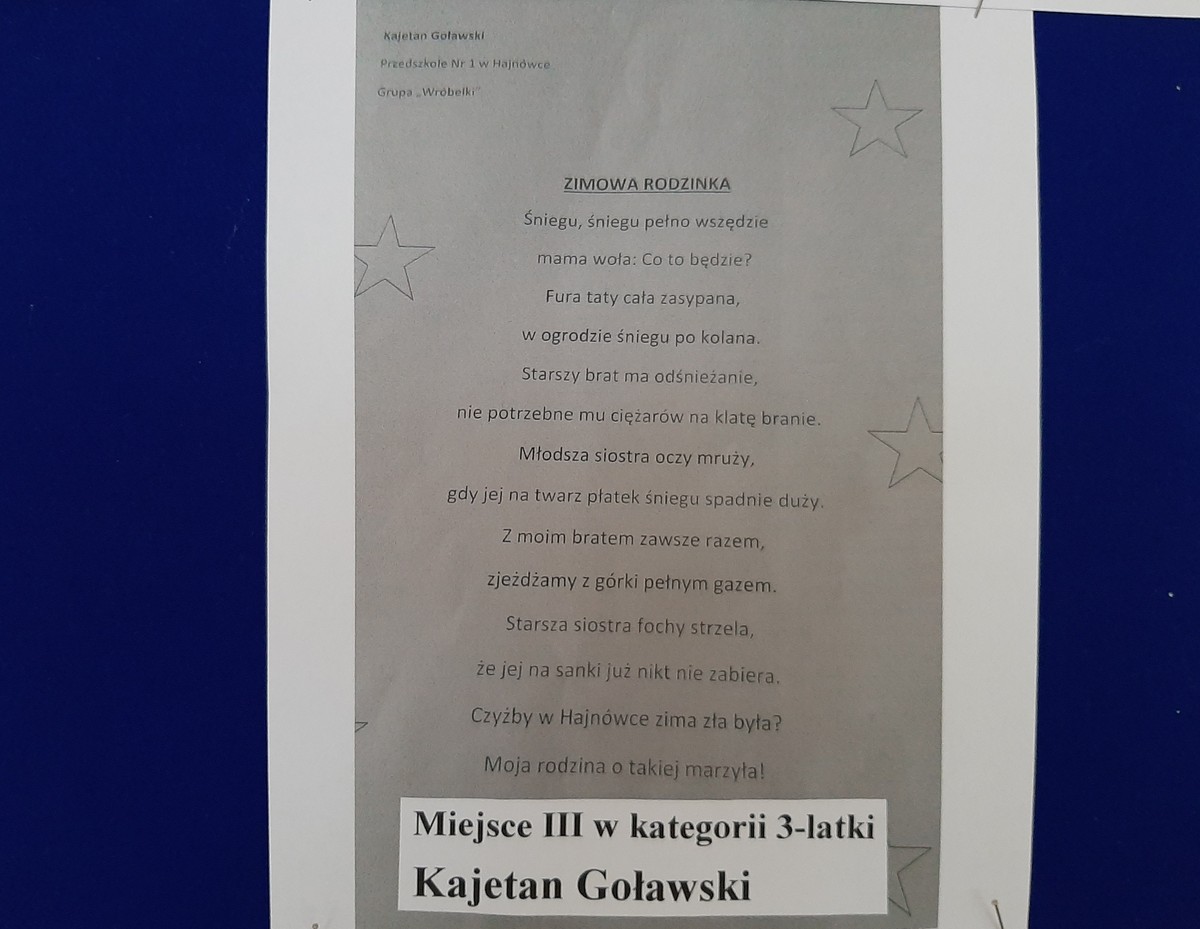 Kajetan Goławski
Przedszkole Nr 1 w Hajnówce
Grupa „Wróbelki"
ZIMOWA RODZINKA
Śniegu, śniegu pełno wszędzie
mama woła: Co to będzie?
Fura taty cała zasypana,
w ogrodzie śniegu po kolana.
Starszy brat ma odśnieżanie,
nie potrzebne mu ciężarów na klatę branie.
Młodsza siostra oczy mruży,
gdy jej na twarz płatek śniegu spadnie duży.
Z moim bratem zawsze razem,
zjeżdżamy z górki pełnym gazem.
Starsza siostra fochy strzela,
że jej na sanki już nikt nie zabiera.
Czyżby w Hajnówce zima zła była?
Moja rodzina o takiej marzyła!
Miejsce III w kategorii 3-latki
Kajetan Goławski